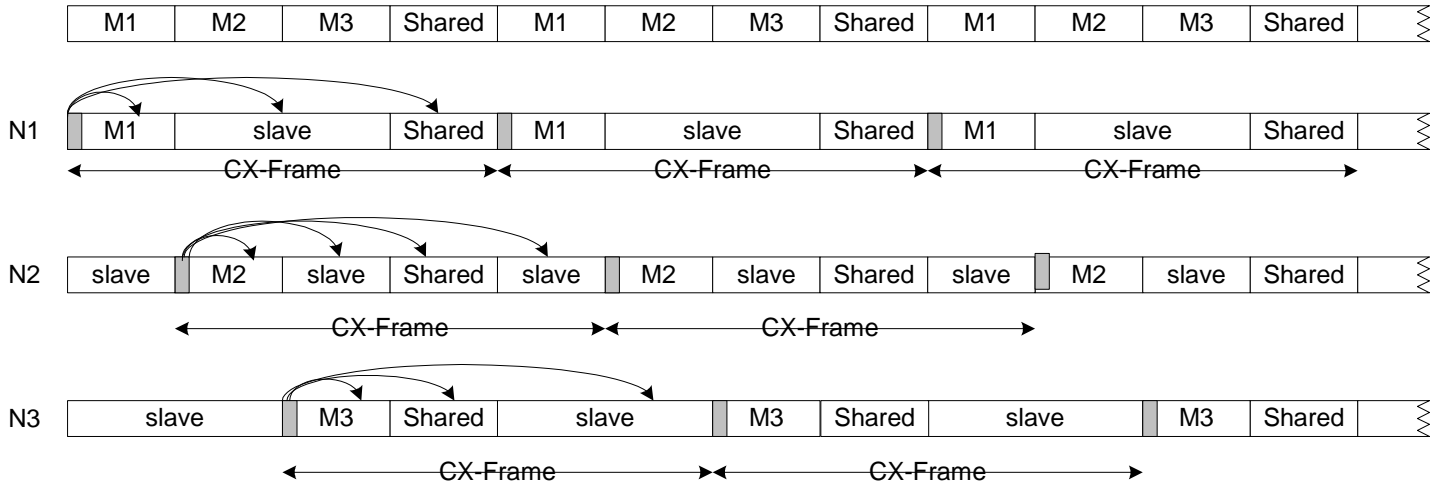 M1 M2 M3 Shared M1 M2 M3 Shared M1 M2 M3 Shared
N1 M1 slave Shared M1 slave Shared M1 slave Shared
CX-Frame CX-Frame CX-Frame
N2 slave M2 slave Shared slave M2 slave Shared slave M2 slave Shared
CX-Frame CX-Frame
N3 slave M3 Shared slave M3 Shared slave M3 Shared
CX-Frame CX-Frame